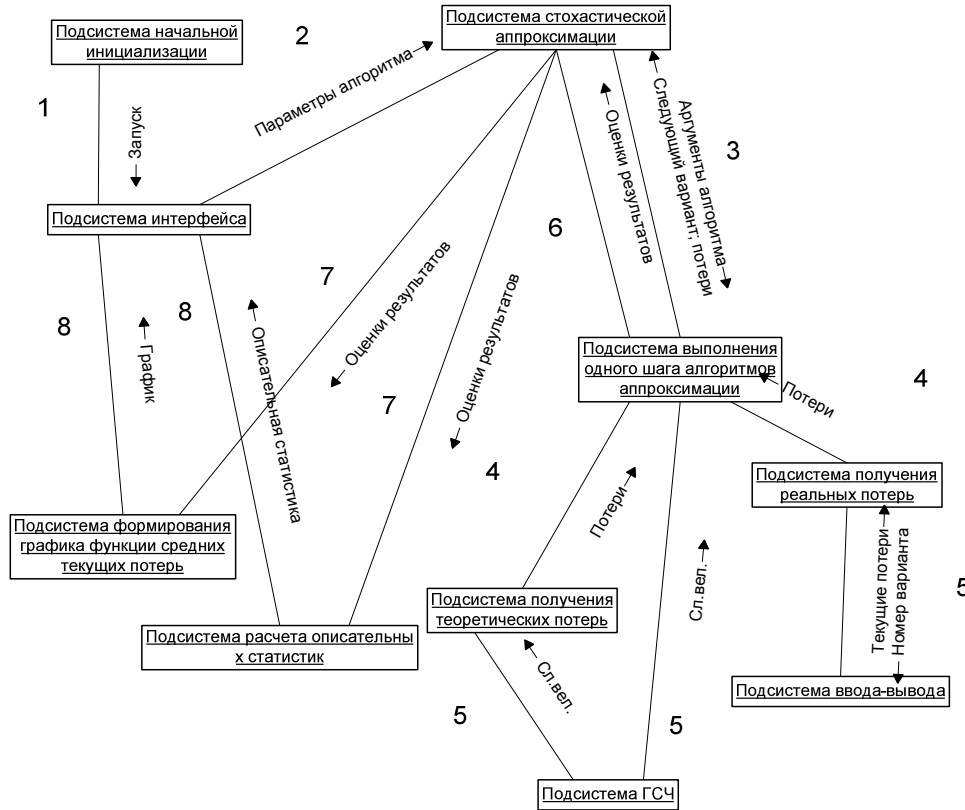 Подсистема начальной
инициализации
2
Подсистема стохастической
аппроксимации
1
Запуск
Параметры алгоритма
Оценки результатов
Аргументы алгоритма
Следующий вариант; потери
3
Подсистема интерфейса
6
7
Оценки результатов
8
График
8
Описательная статистика
7
Оценки результатов
Подсистема выполнения
одного шага алгоритмов
аппроксимации
Потери
4
4
Потери
Подсистема получения
реальных потерь
Подсистема формирования
графика функции средних
текущих потерь
Сл.вел.
Текущие потери
Номер варианта
5
Подсистема получения
теоретических потерь
Подсистема расчета описательны
х статистик
Сл.вел.
Подсистема ввода-вывода
5
5
Подсистема ГСЧ